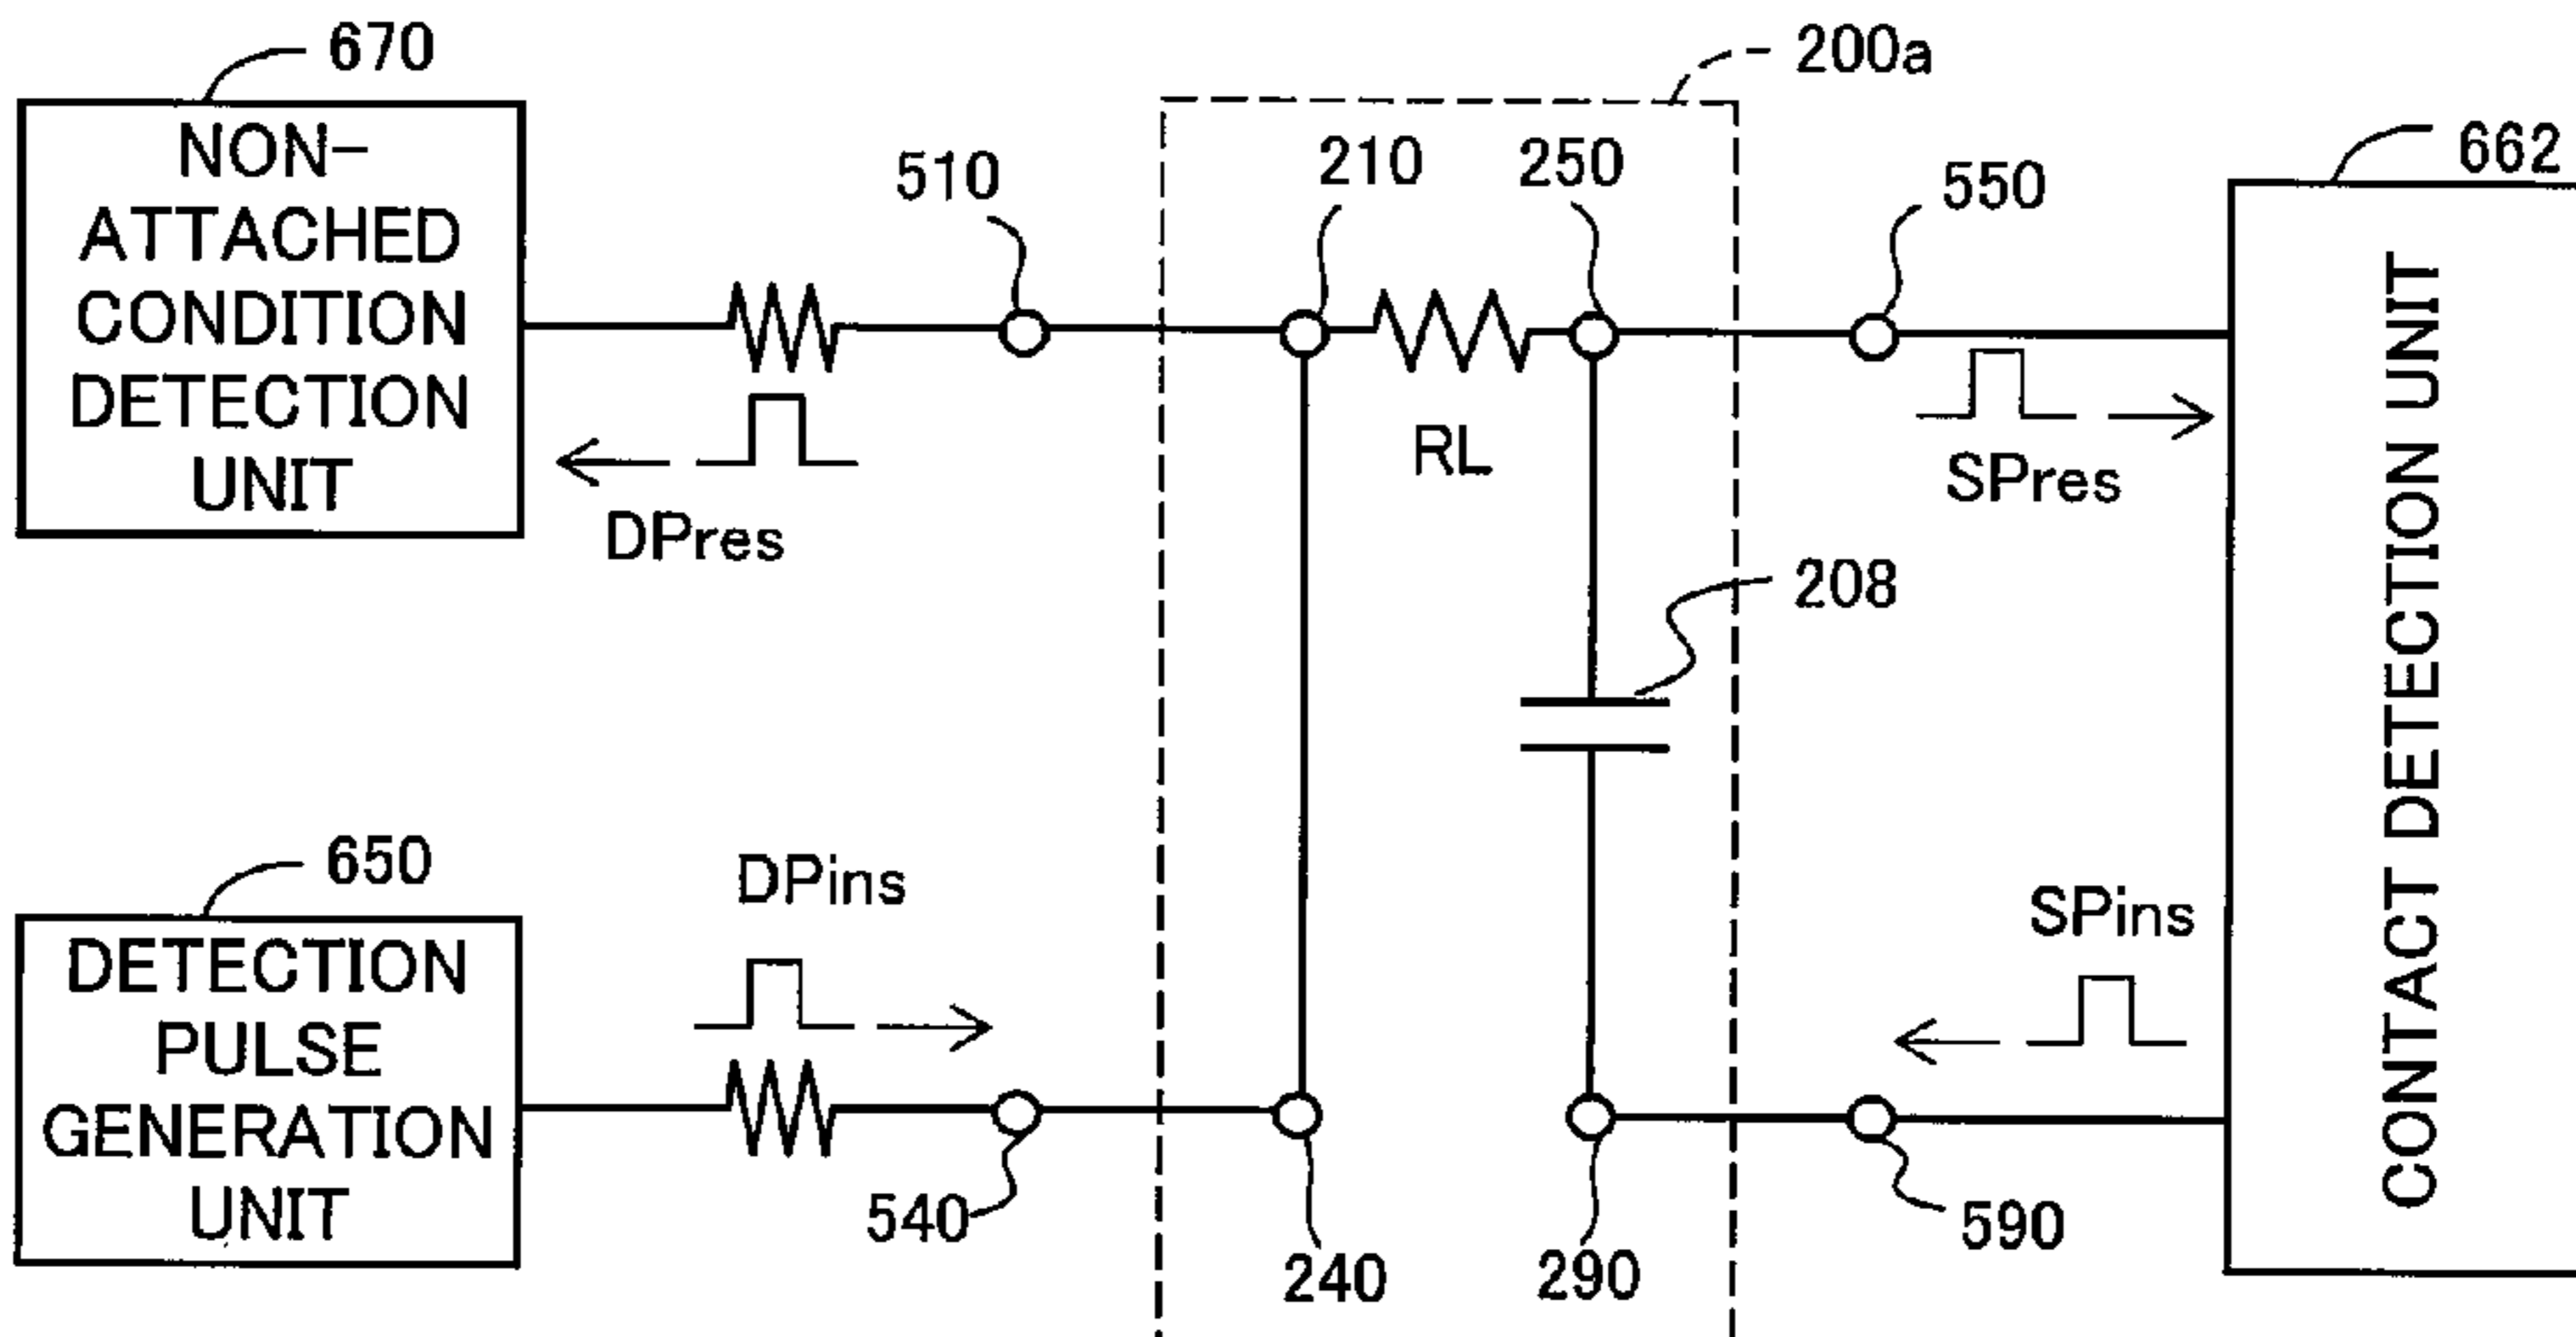 670
NON-
ATTACHED
CONDITION
DETECTION
UNIT
510
200a
210
250
550
662
RL
DPres
SPres
208
CONTACT DETECTION UNIT
650
DETECTION
PULSE
GENERATION
UNIT
DPins
SPins
540
240
290
590